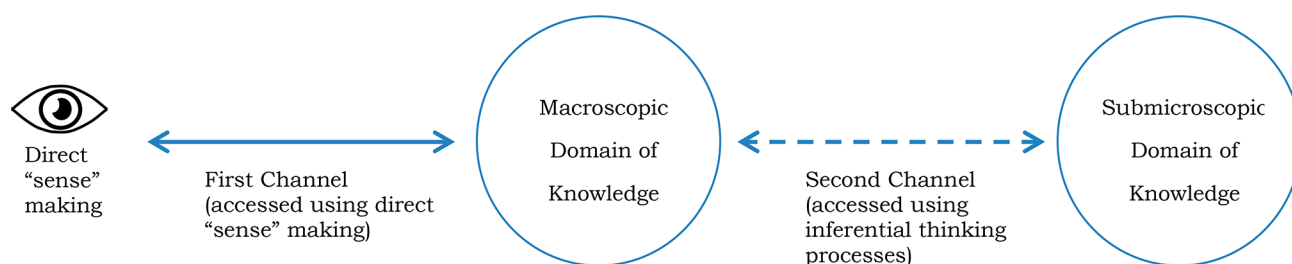 Direct
“sense”
making
First Channel
(accessed using direct
“sense” making)
Macroscopic
Domain of
Knowledge
Second Channel
(accessed using
inferential thinking
processes)
Submicroscopic
Domain of
Knowledge